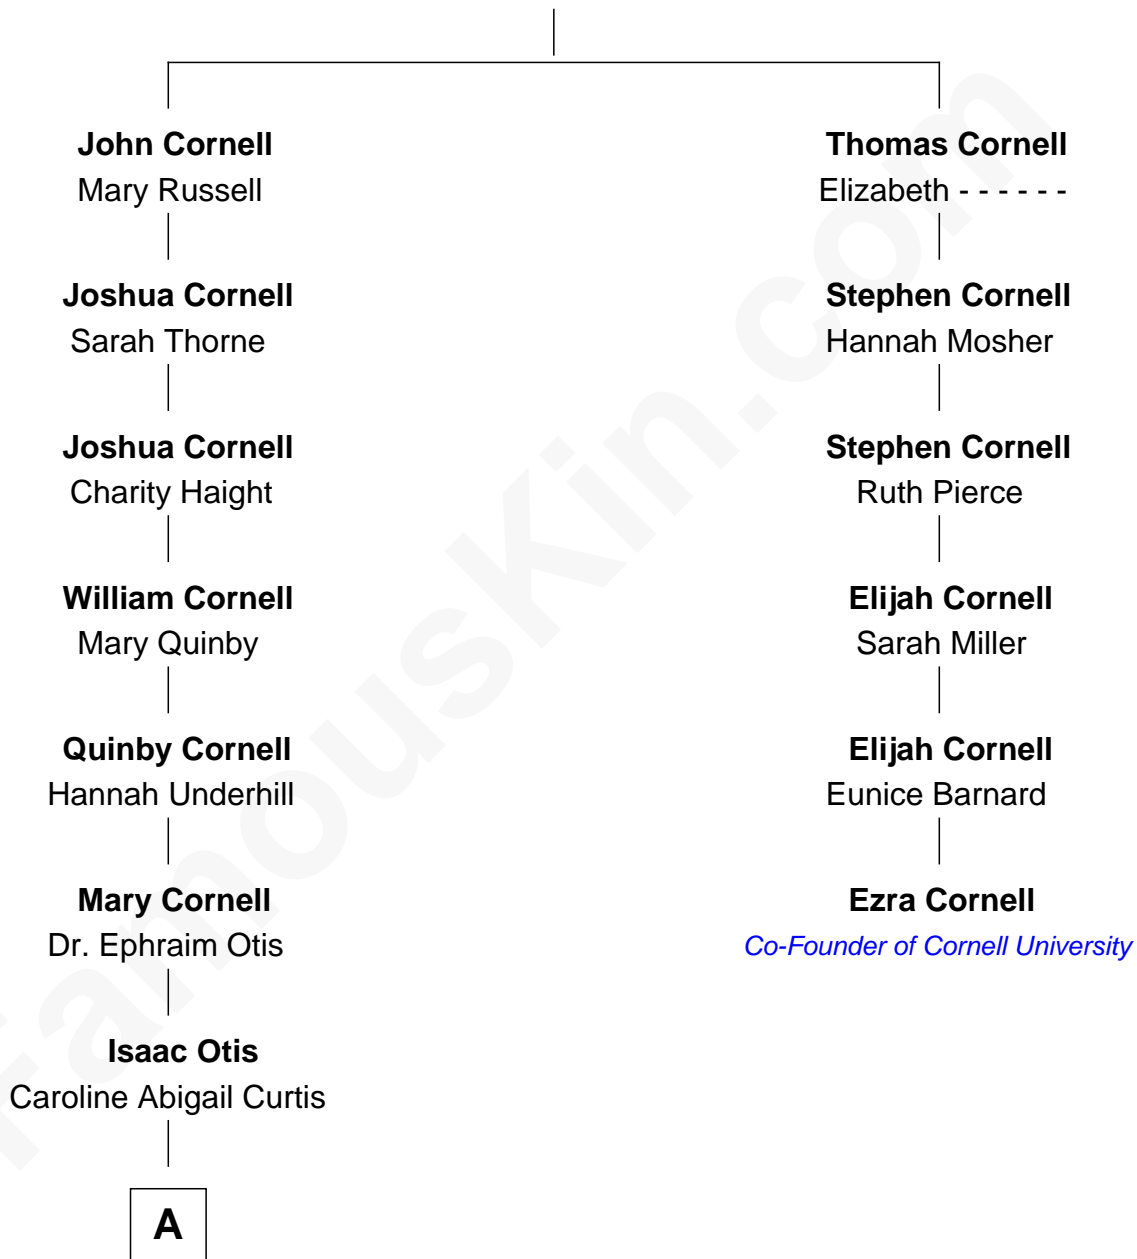 John Cornell
Mary Russell
Joshua Cornell
Sarah Thorne
Joshua Cornell
Charity Haight
William Cornell
Mary Quinby
Quinby Cornell
Hannah Underhill
Mary Cornell
Dr. Ephraim Otis
Isaac Otis
Caroline Abigail Curtis
A
Thomas Cornell
Elizabeth - - - - - -
Stephen Cornell
Hannah Mosher
Stephen Cornell
Ruth Pierce
Elijah Cornell
Sarah Miller
Elijah Cornell
Eunice Barnard
Ezra Cornell
Co-Founder of Cornell University
FamousKin.com